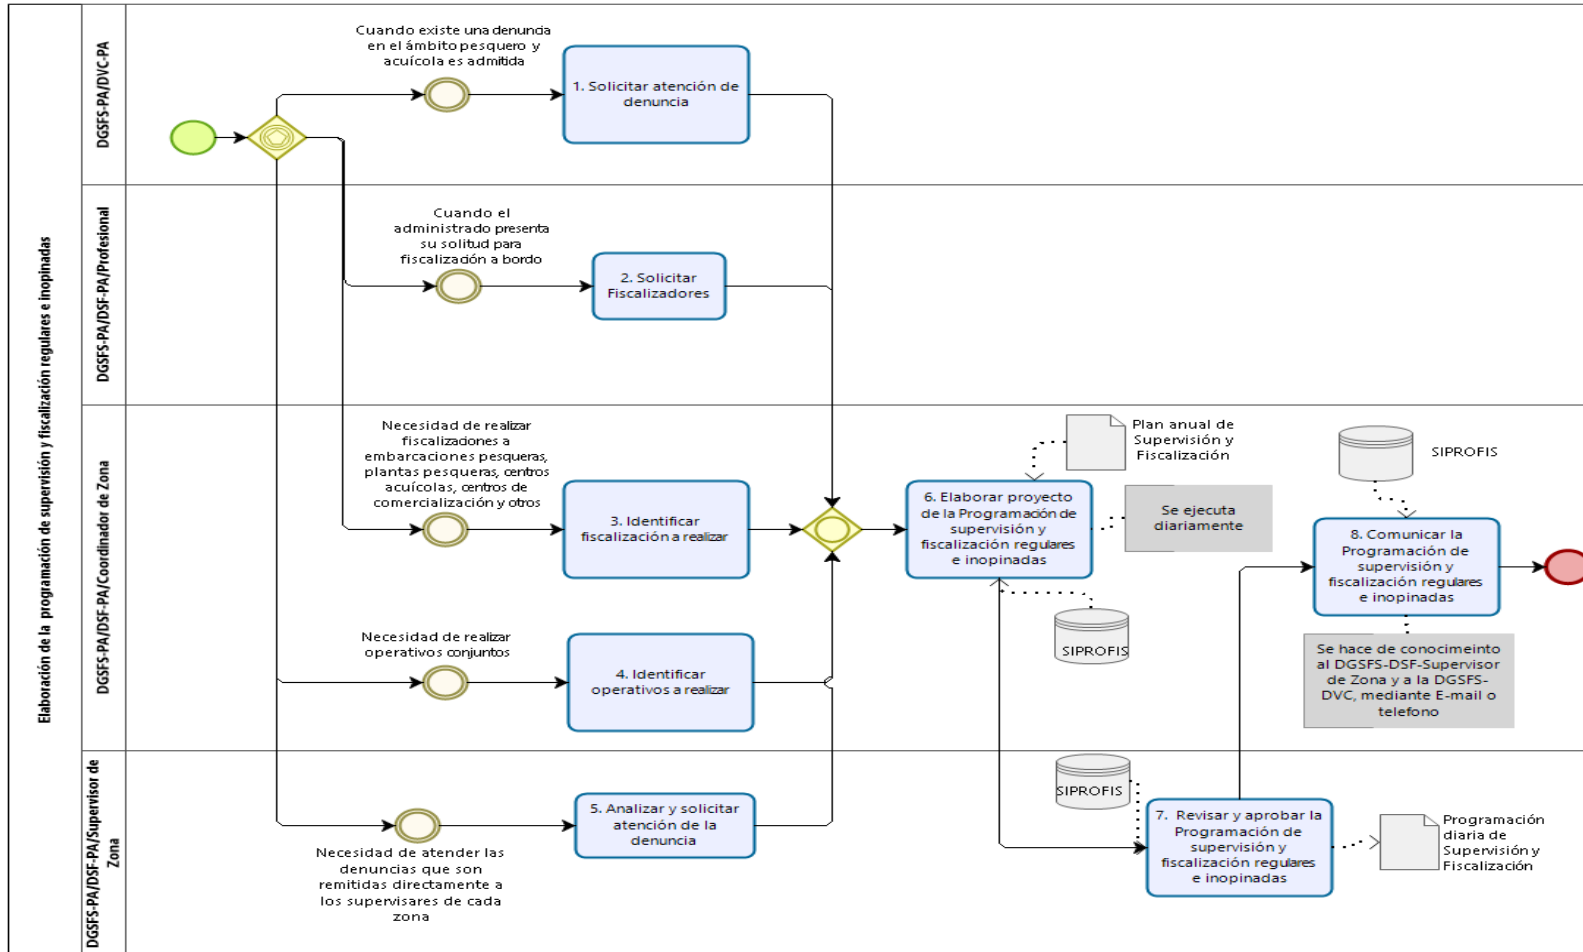 Elaboración de la programación de supervisión y fiscalización regulares e inopinadas
DGSFS-PA/DVC-PA
Cuando existe una denuncia
en el ámbito pesquero y
acuícola es admitida
1. Solicitar atención de
denuncia
DGSFS-PA/DSF-PA/Profesional
Cuando el
administrado presenta
su solitud para
fiscalización a bordo
2. Solicitar
Fiscalizadores
DGSFS-PA/DSF-PA/Coordinador de Zona
Necesidad de realizar
fiscalizaciones a
embarcaciones pesqueras,
plantas pesqueras, centros
acuícolas, centros de
comercialización y otros
3. Identificar
fiscalización a realizar
Necesidad de realizar
operativos conjuntos
4. Identificar
operativos a realizar
Plan anual de
Supervisión y
Fiscalización
6. Elaborar proyecto
de la Programación de
supervisión y
fiscalización regulares
e inopinadas
Se ejecuta
diariamente
SIPROFIS
SIPROFIS
8. Comunicar la
Programación de
supervisión y
fiscalización regulares
e inopinadas
Se hace de conocimeinto
al DGSFS-DSF-Supervisor
de Zona y a la DGSFS-
DVC, mediante E-mail o
telefono
DGSFS-PA/DSF-PA/Supervisor de
Zona
5. Analizar y solicitar
atención de la
denuncia
Necesidad de atender las
denuncias que son
remitidas directamente a
los supervisares de cada
zona
SIPROFIS
7. Revisar y aprobar la
Programación de
supervisión y
fiscalización regulares
e inopinadas
Programación
diaria de
Supervisión y
Fiscalización